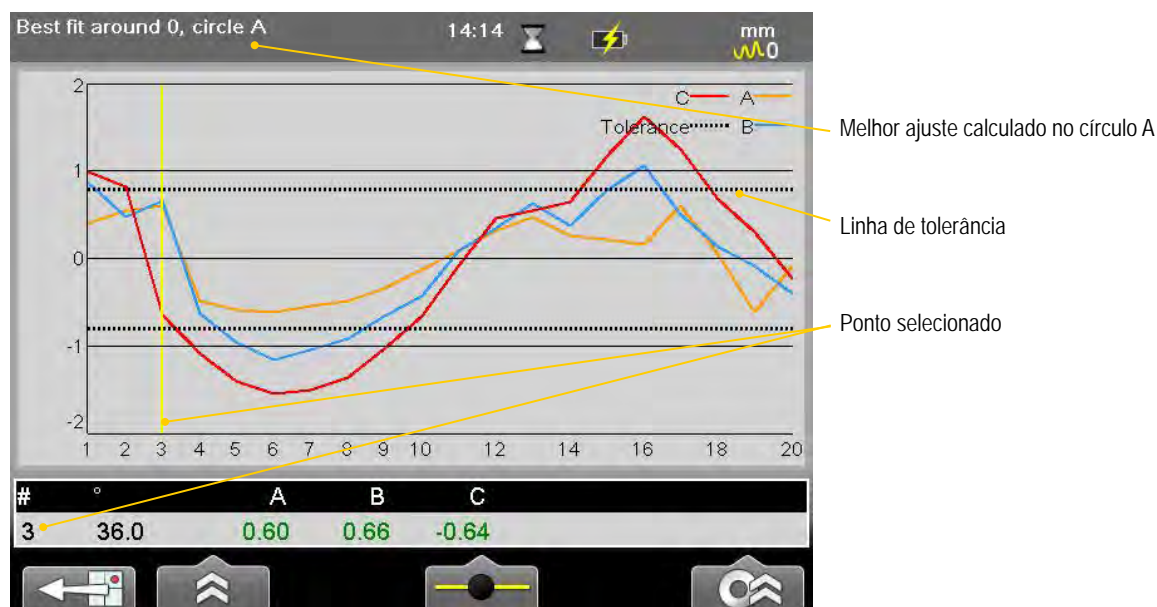 Best fit around 0, circle A
14:14
mm
0
C A
Tolerance B
2
1
0
-1
-2
1 2 3 4 5 6 7 8 9 10 12 14 16 18 20
# ° A B C
3 36.0 0.60 0.66 -0.64
Melhor ajuste calculado no círculo A
Linha de tolerância
Ponto selecionado